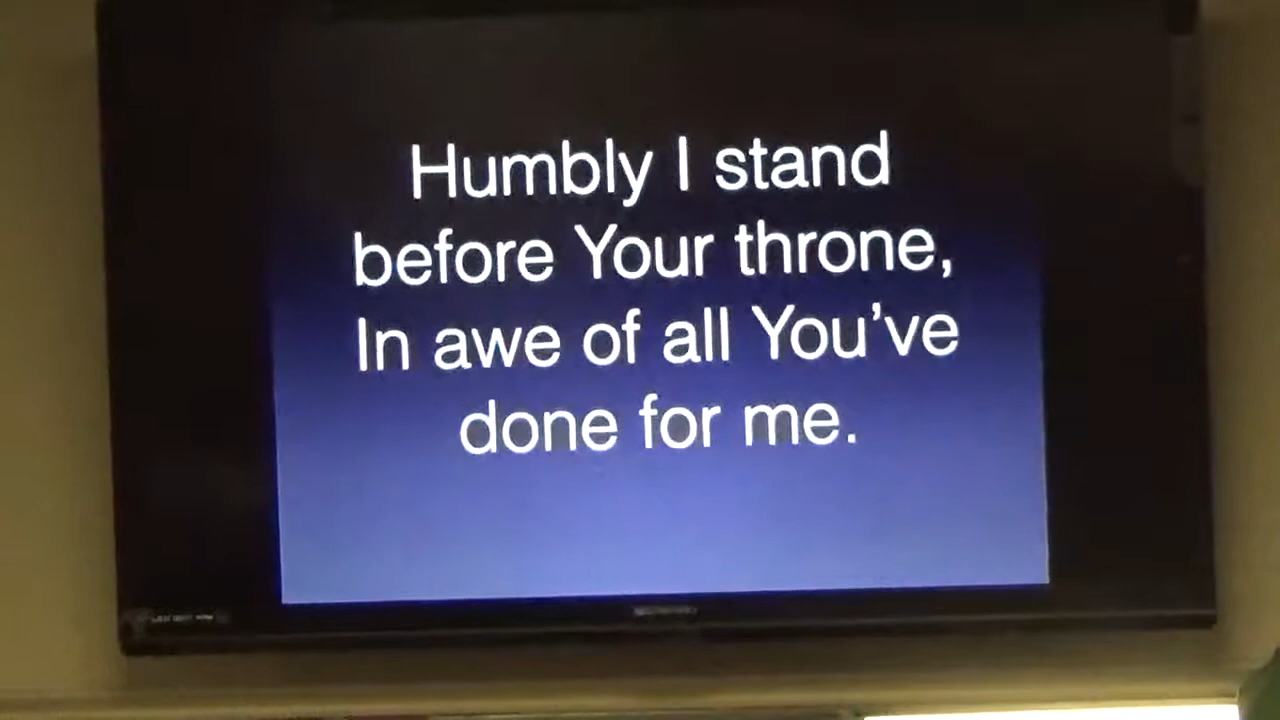 Humbly I stand
before Your throne,
In awe of all You've
done for me.